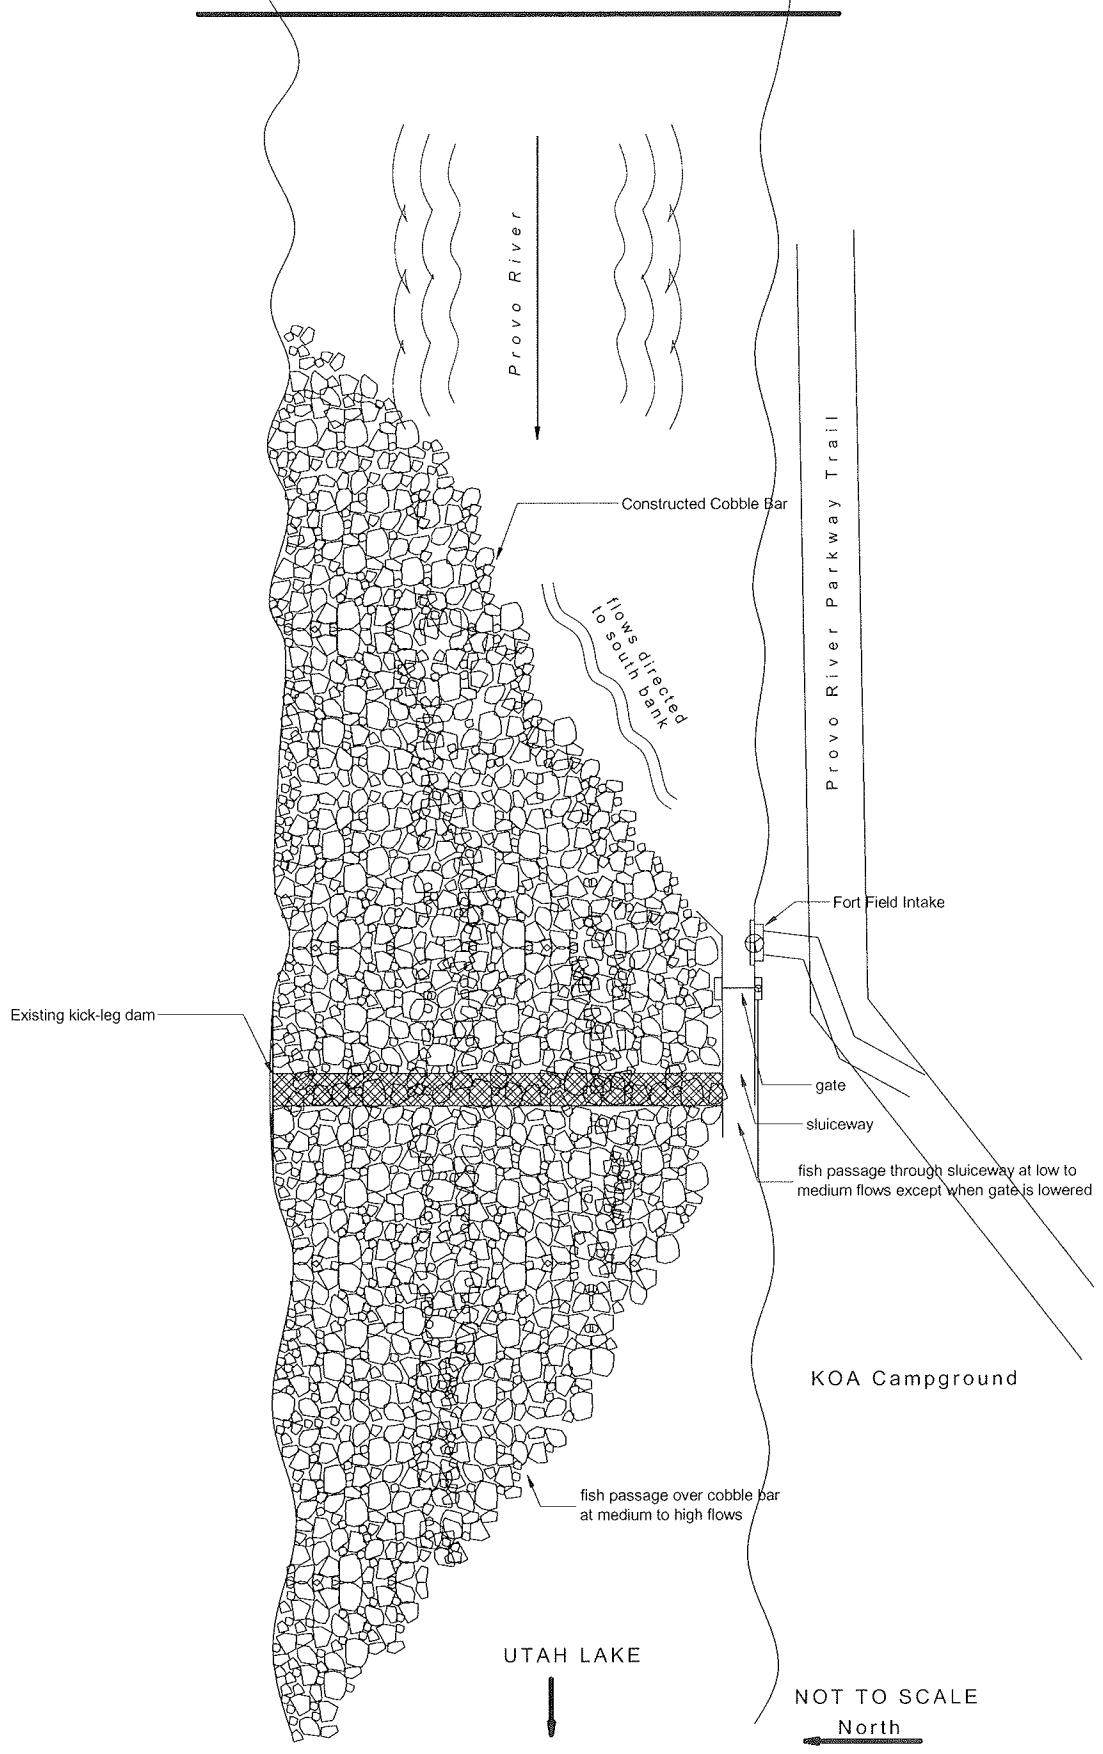 Provo River
Constructed Cobble Bar
Provo River Parkway Trail
flows directed
to south bank
Fort Field Intake
Existing kick-leg dam
gate
sluiceway
fish passage through sluiceway at low to
medium flows except when gate is lowered
KOA Campground
fish passage over cobble bar
at medium to high flows
UTAH LAKE
NOT TO SCALE
North